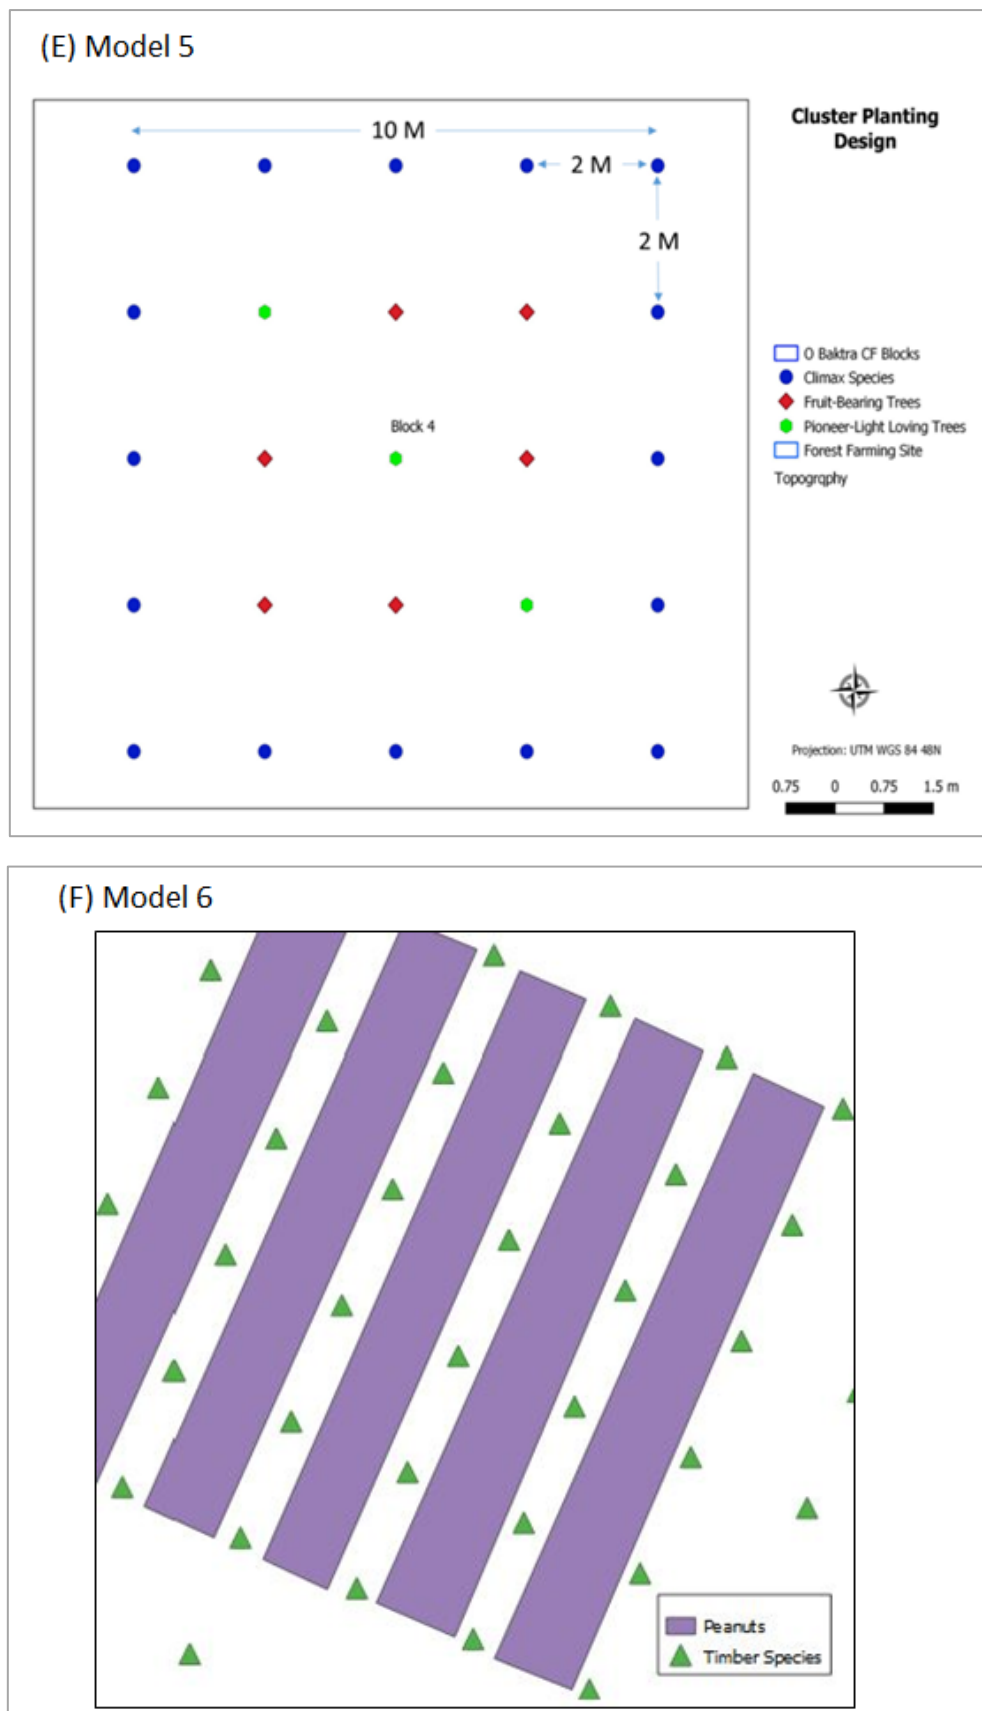 (E) Model 5
10 M
Cluster Planting
Design
2 M
2 M
O Baktra CF Blocks
Climax Species
Fruit-Bearing Trees
Block 4
Pioneer-Light Loving Trees
Forest Farming Site
Topogrqphy
Projection: UTM WGS 84 48N
0.75 0 0.75 1.5 m
(F) Model 6
Peanuts
Timber Species